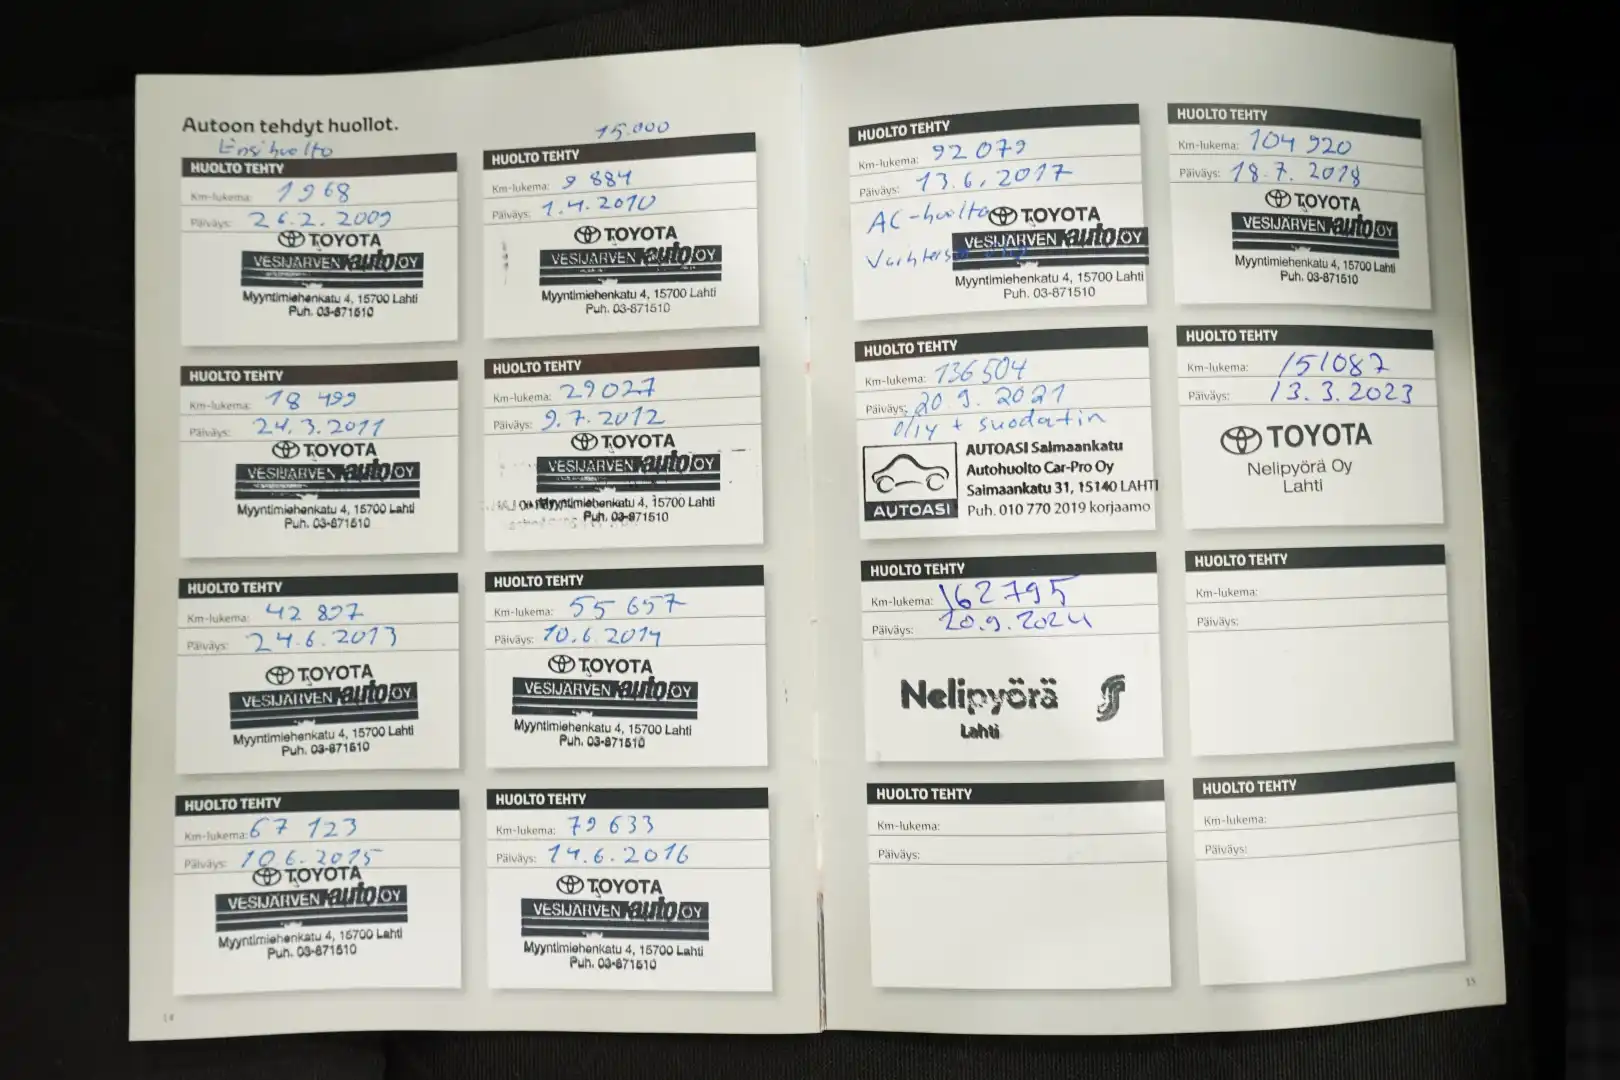 Autoon tehdyt huollot.
Ensihuolto
HUOLTO TEHTY
Km-lukema: 1968
Päiväys: 26.2. 2009
TOYOTA
VESIJÄRVEN auto OY
Myyntimiehenkatu 4, 15700 Lahti
Puh. 03-871510
15.000
HUOLTO TEHTY
Km-lukema: 9 884
Päiväys: 1.4.2010
TOYOTA
VESIJÄRVEN auto OY
Myyntimiehenkatu 4, 15700 Lahti
Puh. 03-871510
HUOLTO TEHTY
Km-lukema: 18 499
Päiväys: 24.3.2011
TOYOTA
VESIJÄRVEN auto OY
Myyntimiehenkatu 4, 15700 Lahti
Puh. 03-871510
HUOLTO TEHTY
Km-lukema: 29027
Päiväys: 9.7.2012
TOYOTA
VESIJÄRVEN auto OY
Myyntimiehenkatu 4, 15700 Lahti
Puh. 03-871510
HUOLTO TEHTY
Km-lukema: 42 897
Päiväys: 24.6.2013
TOYOTA
VESIJÄRVEN auto OY
Myyntimiehenkatu 4, 15700 Lahti
Puh. 03-871510
HUOLTO TEHTY
Km-lukema: 55 657
Päiväys: 10.6.2014
TOYOTA
VESIJÄRVEN auto OY
Myyntimiehenkatu 4, 15700 Lahti
Puh. 03-871510
HUOLTO TEHTY
Km-lukema: 67 123
Päiväys: 10.6.2015
TOYOTA
VESIJÄRVEN auto OY
Myyntimiehenkatu 4, 15700 Lahti
Puh. 03-871510
HUOLTO TEHTY
Km-lukema: 79 633
Päiväys: 14.6.2016
TOYOTA
VESIJÄRVEN auto OY
Myyntimiehenkatu 4, 15700 Lahti
Puh. 03-871510
14
HUOLTO TEHTY
Km-lukema: 92 079
Päiväys: 13.6.2017
AC-huolto
TOYOTA
VESIJÄRVEN auto OY
Myyntimiehenkatu 4, 15700 Lahti
Puh. 03-871510
HUOLTO TEHTY
Km-lukema: 104 920
Päiväys: 18.7.2018
TOYOTA
VESIJÄRVEN auto OY
Myyntimiehenkatu 4, 15700 Lahti
Puh. 03-871510
HUOLTO TEHTY
Km-lukema: 136 504
Päiväys: 20 9. 2021
öljy + suodatin
AUTOASI Salmaankatu
Autohuolto Car-Pro Oy
Saimaankatu 31, 15140 LAHTI
Puh. 010 770 2019 korjaamo
AUTOASI
HUOLTO TEHTY
Km-lukema: 151087
Päiväys: 13.3.2023
TOYOTA
Nelipyörä Oy
Lahti
HUOLTO TEHTY
Km-lukema: 162795
Päiväys: 20.9.2024
Nelipyörä
Lahti
HUOLTO TEHTY
Km-lukema:
Päiväys:
HUOLTO TEHTY
Km-lukema:
Päiväys:
HUOLTO TEHTY
Km-lukema:
Päiväys:
15